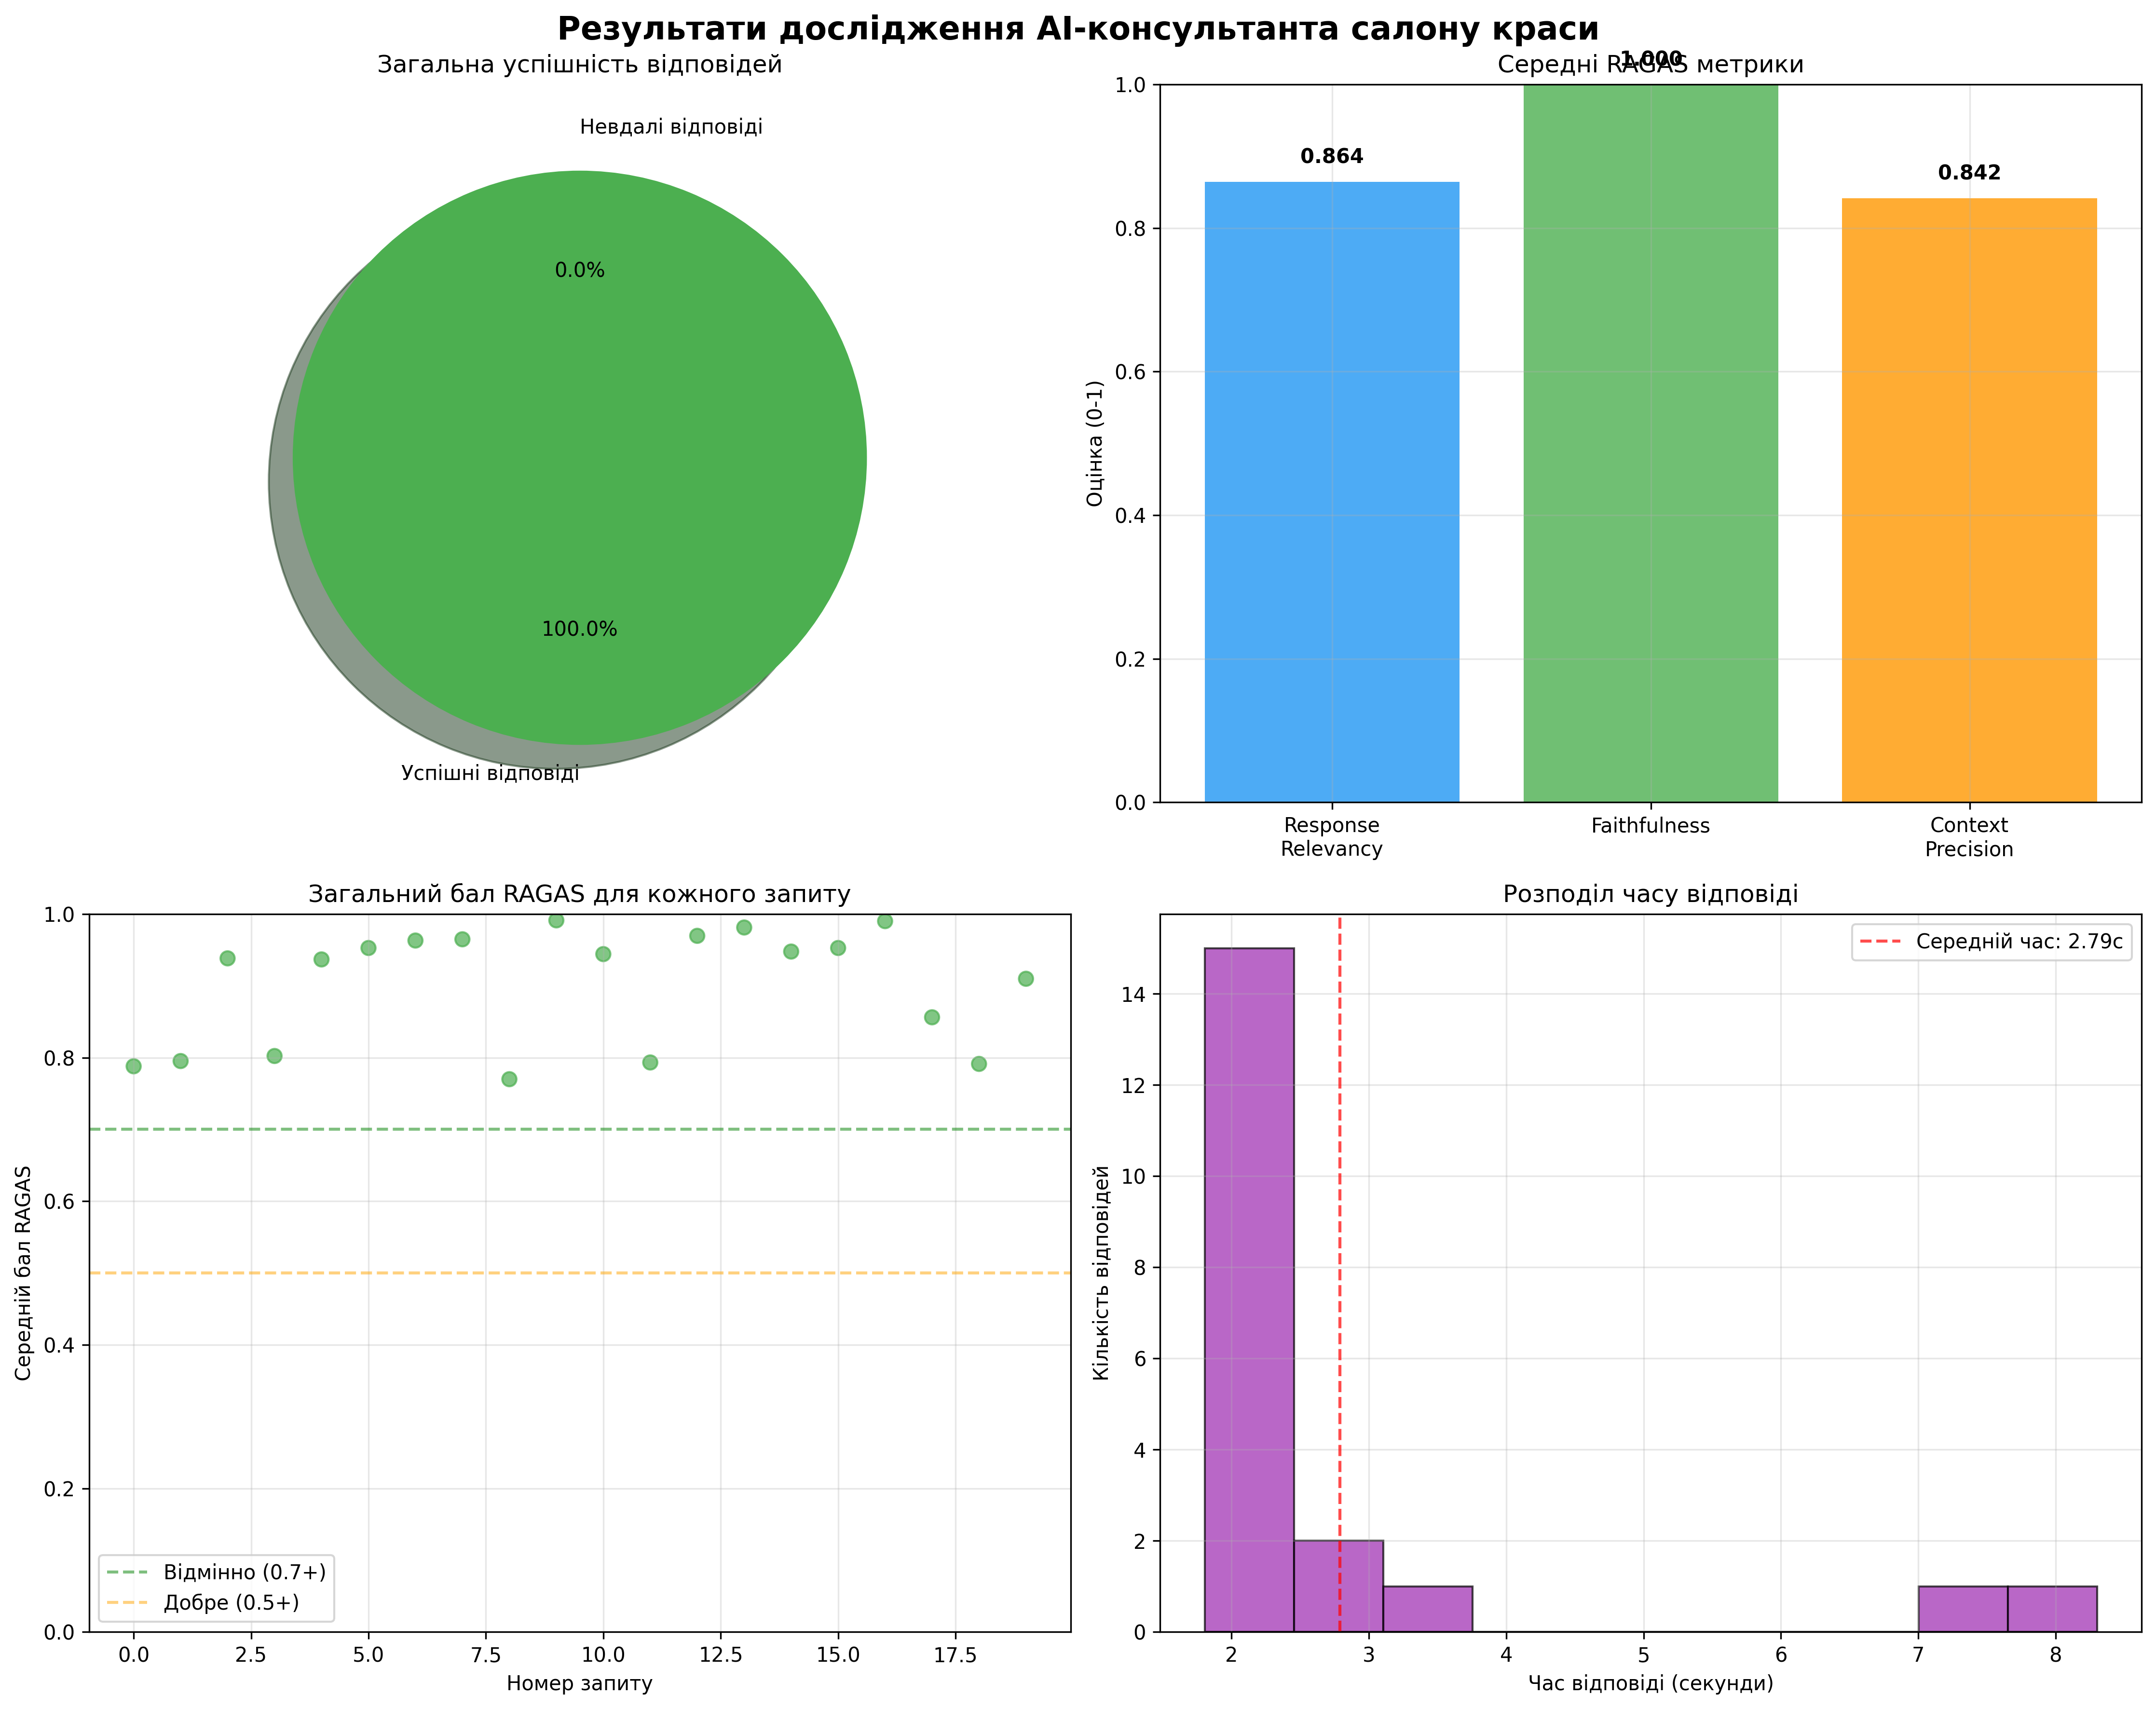 Результати дослідження AI-консультанта салону краси
Загальна успішність відповідей
Невдалі відповіді
0.0%
100.0%
Успішні відповіді
Середні RAGAS метрики
1.000
0.864
0.842
1.0
0.8
0.6
0.4
0.2
0.0
Оцінка (0-1)
Response
Relevancy
Faithfulness
Context
Precision
Загальний бал RAGAS для кожного запиту
1.0
0.8
0.6
0.4
0.2
0.0
Середній бал RAGAS
Відмінно (0.7+)
Добре (0.5+)
0.0 2.5 5.0 7.5 10.0 12.5 15.0 17.5
Номер запиту
Розподіл часу відповіді
Середній час: 2.79с
14
12
10
8
6
4
2
0
Кількість відповідей
2 3 4 5 6 7 8
Час відповіді (секунди)